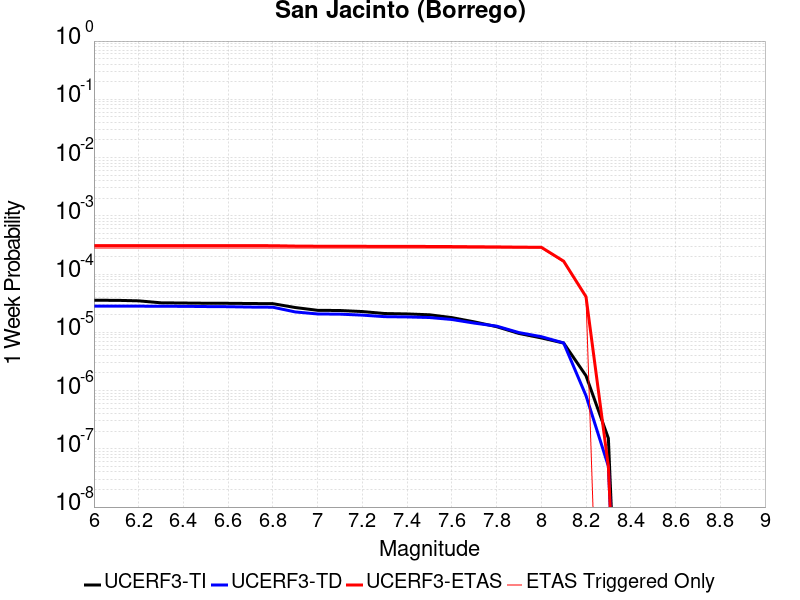 San Jacinto (Borrego)
10^0
10^-1
10^-2
10^-3
10^-4
10^-5
10^-6
10^-7
10^-8
1 Week Probability
6 6.2 6.4 6.6 6.8 7 7.2 7.4 7.6 7.8 8 8.2 8.4 8.6 8.8 9
Magnitude
UCERF3-TI UCERF3-TD UCERF3-ETAS ETAS Triggered Only